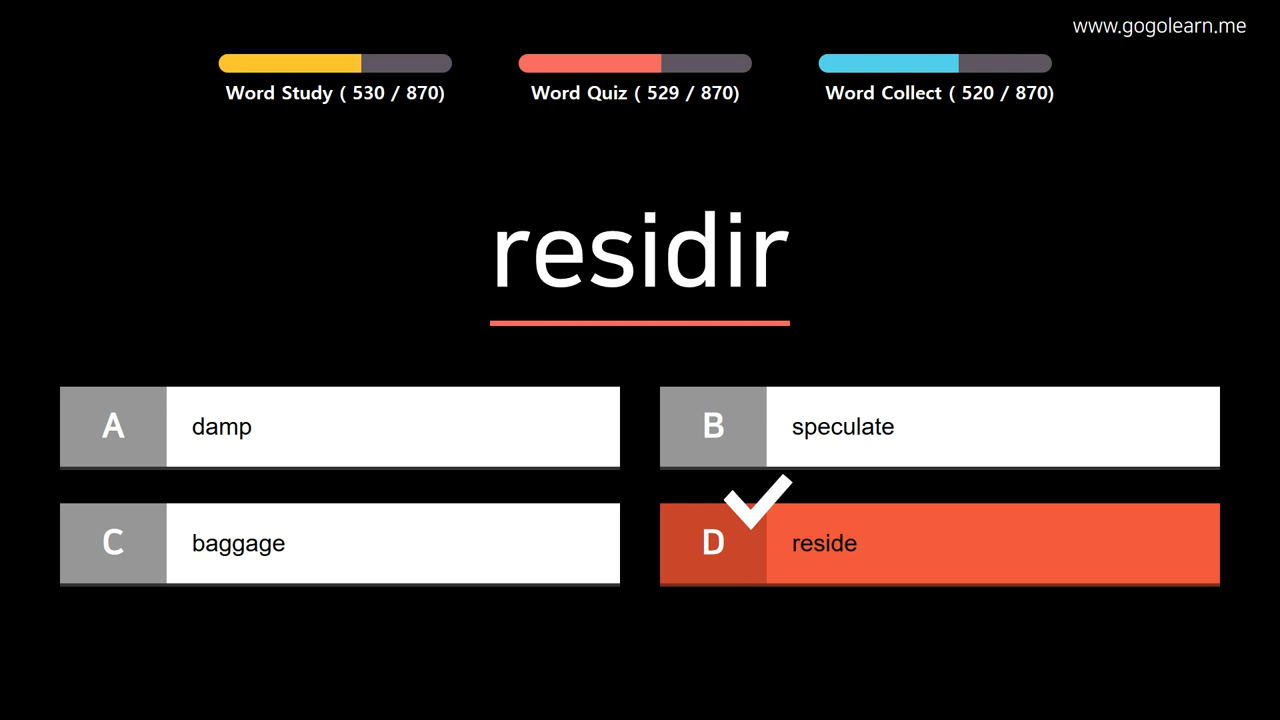 www.gogolearn.me
Word Study ( 530 / 870)
Word Quiz ( 529 / 870)
Word Collect ( 520 / 870)
residir
A damp
B speculate
C baggage
D reside